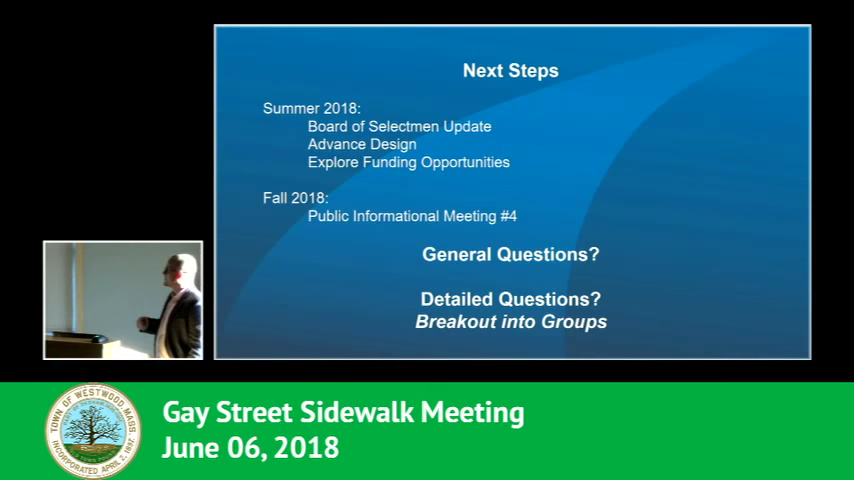 Next Steps
Summer 2018:
Board of Selectmen Update
Advance Design
Explore Funding Opportunities
Fall 2018:
Public Informational Meeting #4
General Questions?
Detailed Questions?
Breakout into Groups
TOWN OF WESTWOOD, MASS.
INCORPORATED APRIL 2, 1897.
Gay Street Sidewalk Meeting
June 06, 2018